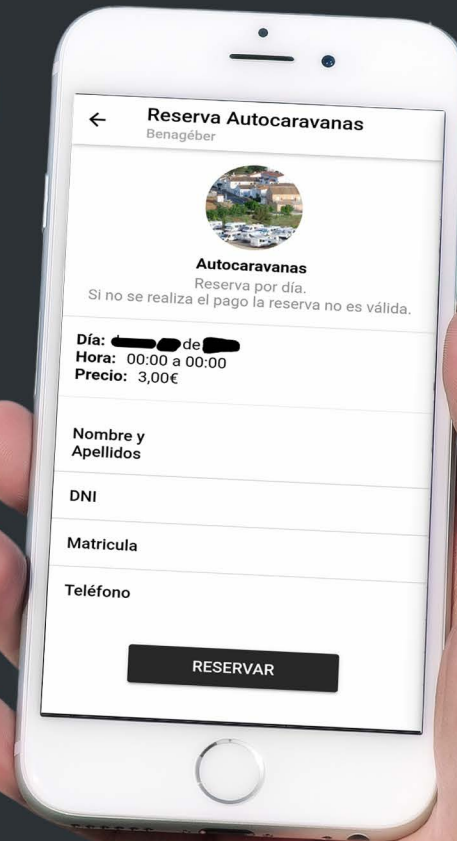 Reserva Autocaravanas
Benagéber
Autocaravanas
Reserva por día.
Si no se realiza el pago la reserva no es válida.
Día: de
Hora: 00:00 a 00:00
Precio: 3,00€
Nombre y
Apellidos
DNI
Matricula
Teléfono
RESERVAR